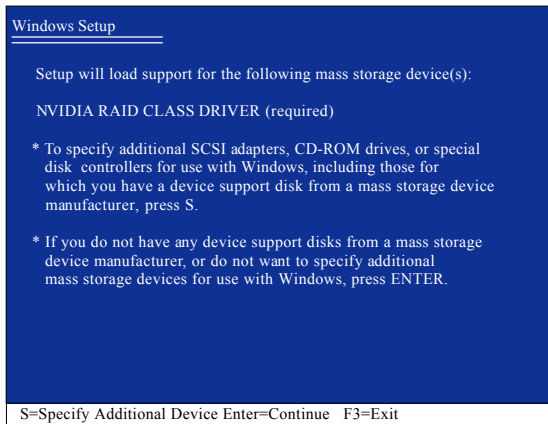 Windows Setup
Setup will load support for the following mass storage device(s):
NVIDIA RAID CLASS DRIVER (required)
* To specify additional SCSI adapters, CD-ROM drives, or special
disk controllers for use with Windows, including those for
which you have a device support disk from a mass storage device
manufacturer, press S.
* If you do not have any device support disks from a mass storage
device manufacturer, or do not want to specify additional
mass storage devices for use with Windows, press ENTER.
S=Specify Additional Device Enter=Continue F3=Exit